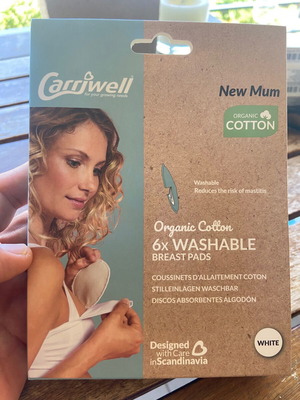 Carriwell
for your growing needs
New Mum
ORGANIC
COTTON
Washable
Reduces the risk of mastitis.
Organic Cotton
6x WASHABLE
BREAST PADS
COUSSINETS D'ALLAITEMENT COTON
STILLEINLAGEN WASCHBAR
DISCOS ABSORBENTES ALGODÓN
Designed
with Care
in Scandinavia
WHITE